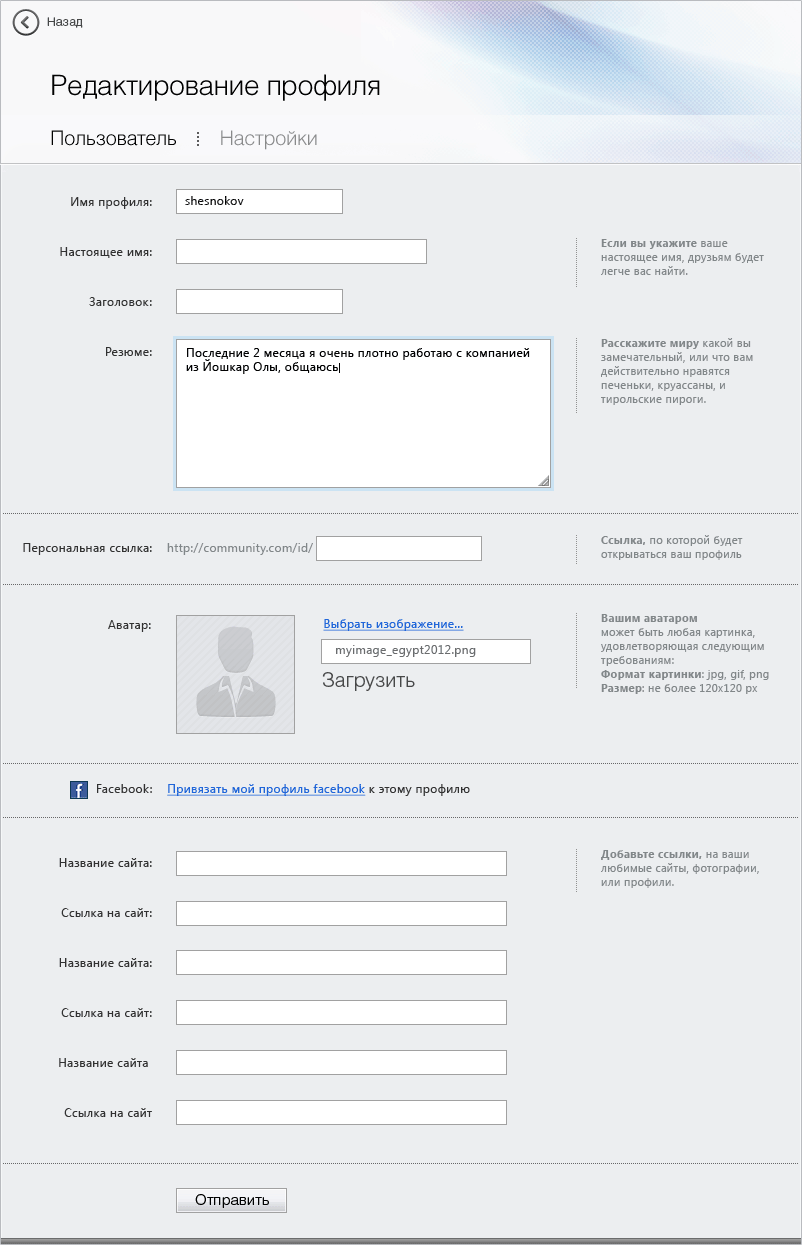 Назад
Редактирование профиля
Пользователь
Настройки
Имя профиля:
shesnokov
Настоящее имя:
Если вы укажите ваше
настоящее имя, друзьям будет
легче вас найти.
Заголовок:
Резюме:
Последние 2 месяца я очень плотно работаю с компанией
из Йошкар Олы, общаюсь
Расскажите миру какой вы
замечательный, или что вам
действительно нравятся
печеньки, круассаны, и
тирольские пироги.
Персональная ссылка:
http://community.com/id/
Ссылка, по которой будет
открываться ваш профиль
Аватар:
Выбрать изображение...
myimage_egypt2012.png
Загрузить
Вашим аватаром
может быть любая картинка,
удовлетворяющая следующим
требованиям:
Формат картинки: jpg, gif, png
Размер: не более 120x120 px
f
Facebook:
Привязать мой профиль facebook к этому профилю
Название сайта:
Добавьте ссылки, на ваши
любимые сайты, фотографии,
или профили.
Ссылка на сайт:
Название сайта:
Ссылка на сайт:
Название сайта
Ссылка на сайт
Отправить